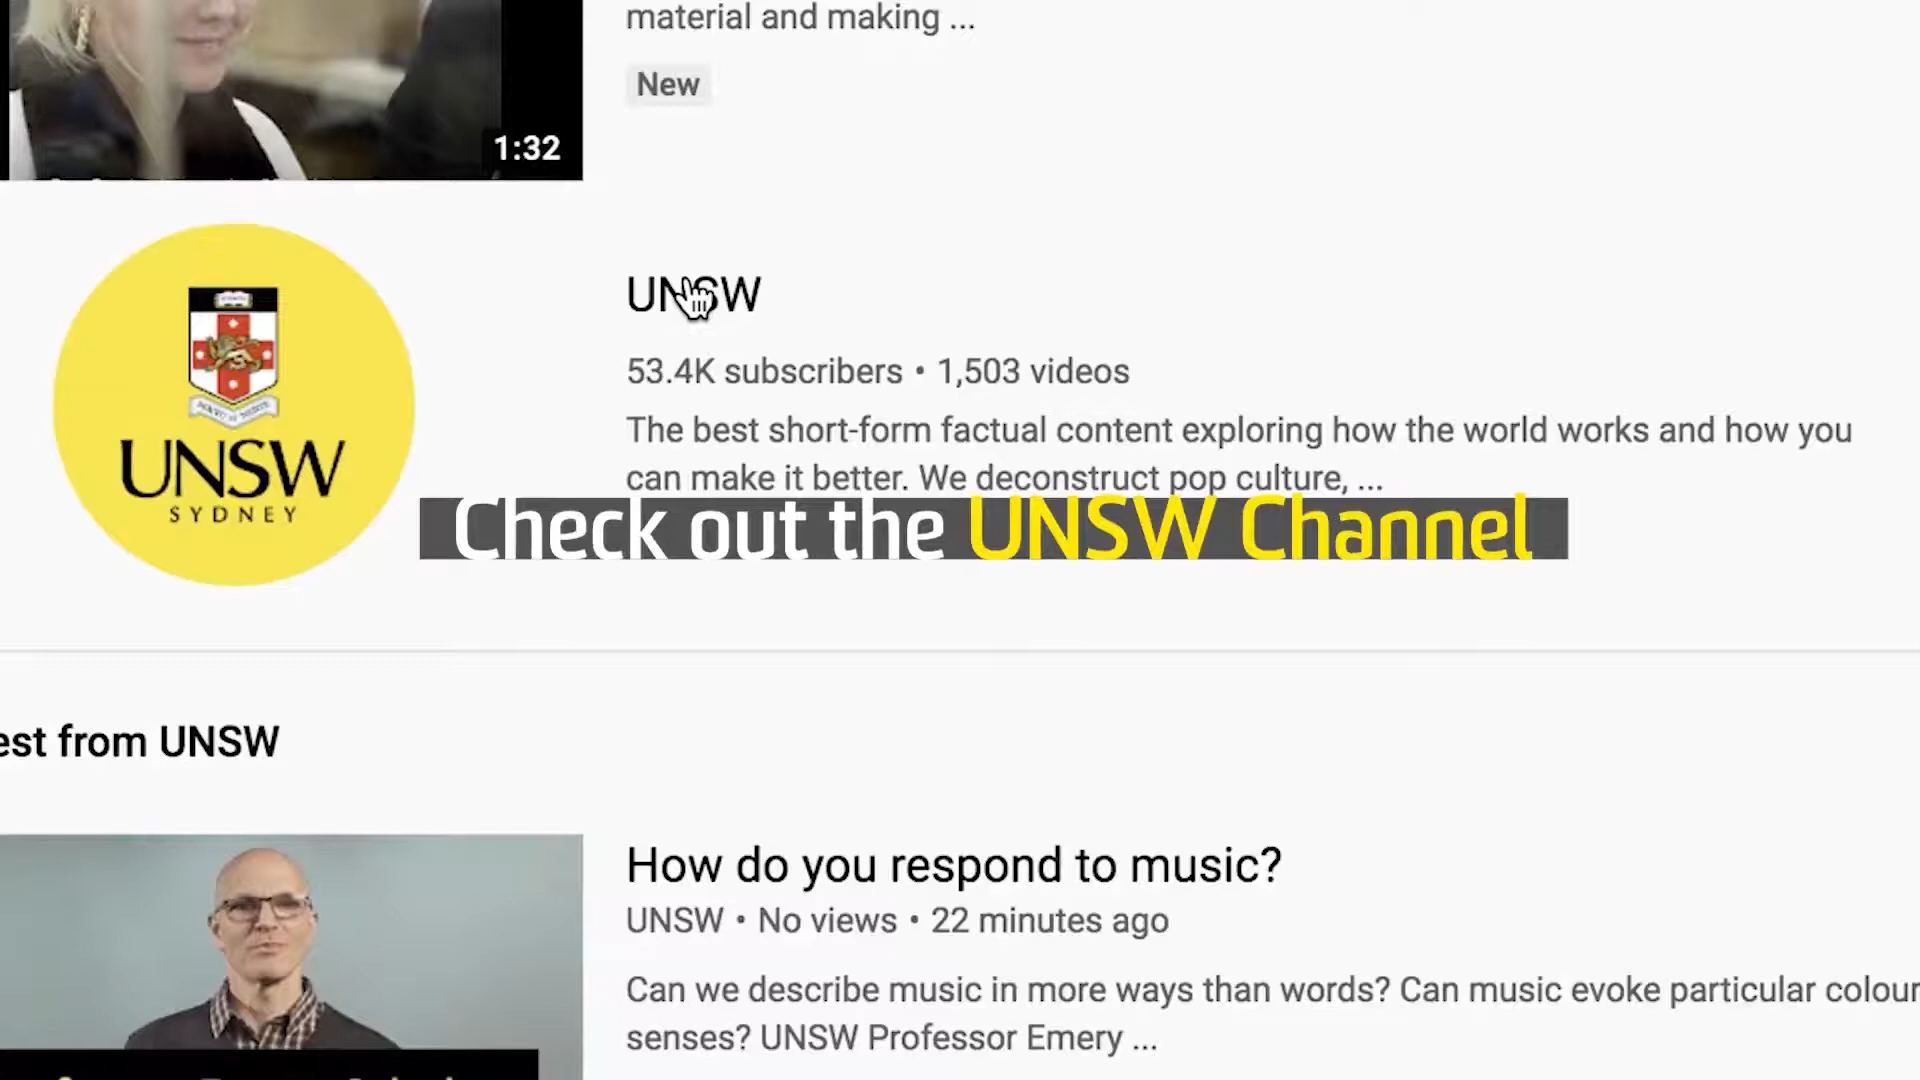 material and making ...
New
1:32
UNSW
53.4K subscribers • 1,503 videos
The best short-form factual content exploring how the world works and how you
can make it better. We deconstruct pop culture, ...
UNSW
SYDNEY
Check out the UNSW Channel
est from UNSW
How do you respond to music?
UNSW • No views • 22 minutes ago
Can we describe music in more ways than words? Can music evoke particular colour
senses? UNSW Professor Emery ...